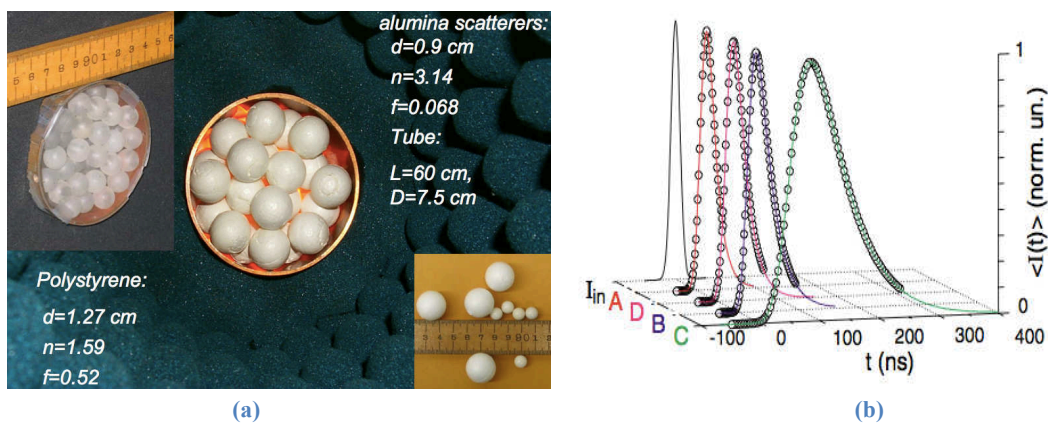 alumina scatterers:
d=0.9 cm
n=3.14
f=0.068
Tube:
L=60 cm,
D=7.5 cm
Polystyrene:
d=1.27 cm
n=1.59
f=0.52
(a)
1
<I(t)> (norm. un.)
0
I_in A D B C
-100 0 100 200 300 400
t (ns)
(b)